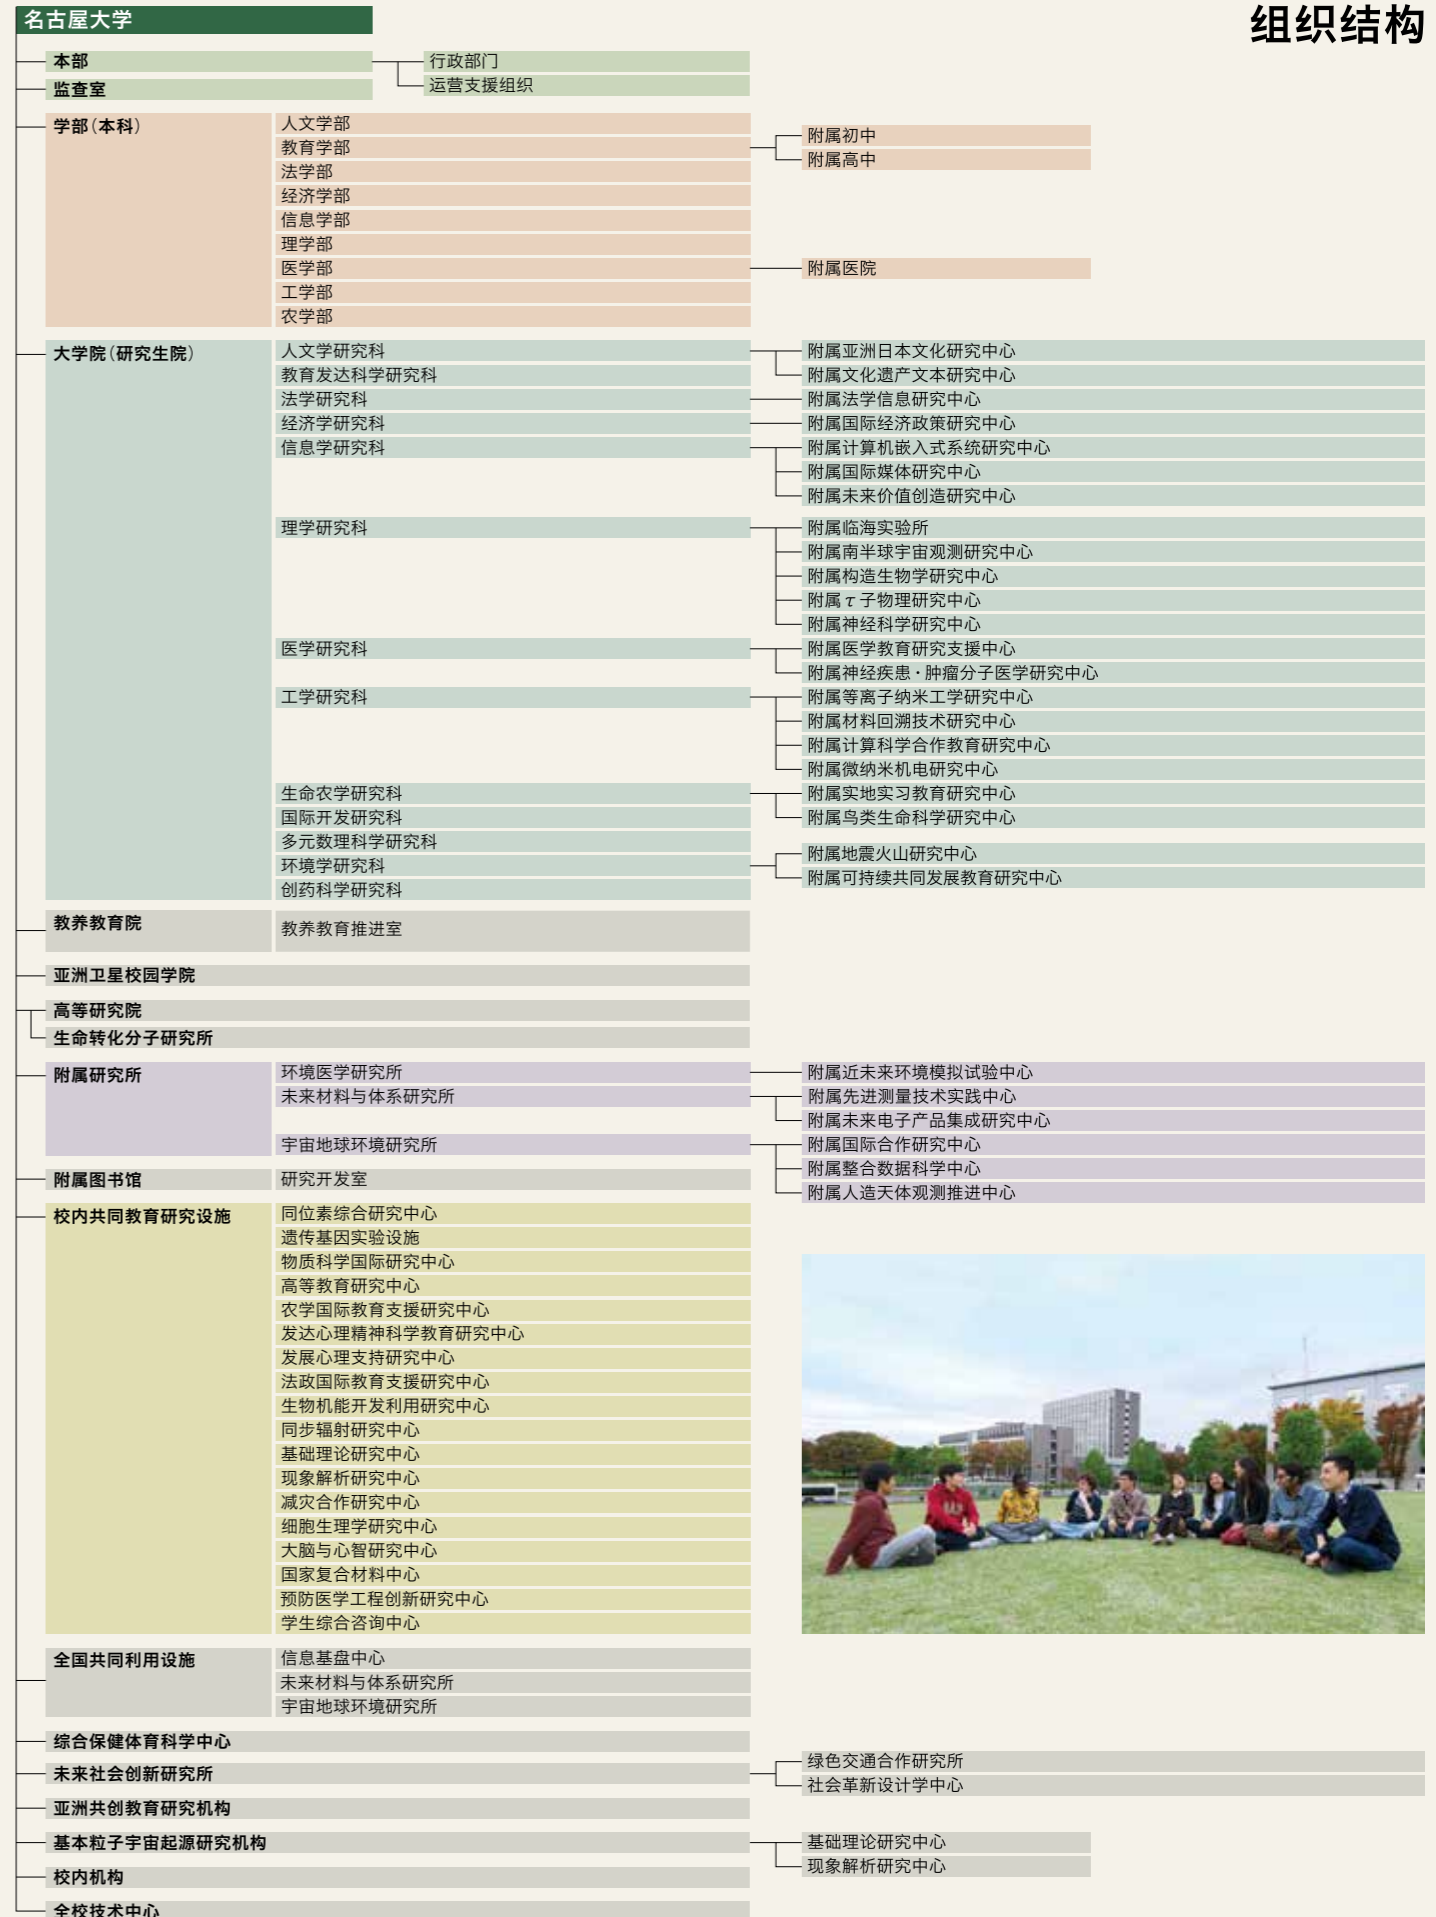 组织结构
名古屋大学
本部
行政部门
运营支援组织
监查室
学部（本科）
人文学部
教育学部
附属初中
附属高中
法学部
经济学部
信息学部
理学部
医学部
附属医院
工学部
农学部
大学院（研究生院）
人文学研究科
附属亚洲日本文化研究中心
教育发达科学研究科
附属文化遗产文本研究中心
法学研究科
附属法学信息研究中心
经济学研究科
附属国际经济政策研究中心
信息学研究科
附属计算机嵌入式系统研究中心
附属国际媒体研究中心
附属未来价值创造研究中心
理学研究科
附属临海实验所
附属南半球宇宙观测研究中心
附属构造生物学研究中心
附属τ子物理研究中心
附属神经科学研究中心
医学研究科
附属医学教育研究支援中心
附属神经疾患·肿瘤分子医学研究中心
工学研究科
附属等离子纳米工学研究中心
附属材料回溯技术研究中心
附属计算科学合作教育研究中心
附属微纳米机电研究中心
生命农学研究科
附属实地实习教育研究中心
国际开发研究科
附属鸟类生命科学研究中心
多元数理科学研究科
环境学研究科
附属地震火山研究中心
附属可持续共同发展教育研究中心
创药科学研究科
教养教育院
教养教育推进室
亚洲卫星校园学院
高等研究院
生命转化分子研究所
附属研究所
环境医学研究所
附属近未来环境模拟试验中心
未来材料与体系研究所
附属先进测量技术实践中心
附属未来电子产品集成研究中心
宇宙地球环境研究所
附属国际合作研究中心
附属整合数据科学中心
附属人造天体观测推进中心
附属图书馆
研究开发室
校内共同教育研究设施
同位素综合研究中心
遗传基因实验设施
物质科学国际研究中心
高等教育研究中心
农学国际教育支援研究中心
发达心理精神科学教育研究中心
发展心理支持研究中心
法政国际教育支援研究中心
生物机能开发利用研究中心
同步辐射研究中心
基础理论研究中心
现象解析研究中心
减灾合作研究中心
细胞生理学研究中心
大脑与心智研究中心
国家复合材料中心
预防医学工程创新研究中心
学生综合咨询中心
全国共同利用设施
信息基盘中心
未来材料与体系研究所
宇宙地球环境研究所
综合保健体育科学中心
未来社会创新研究所
绿色交通合作研究所
社会革新设计学中心
亚洲共创教育研究机构
基本粒子宇宙起源研究机构
基础理论研究中心
现象解析研究中心
校内机构
全校技术中心